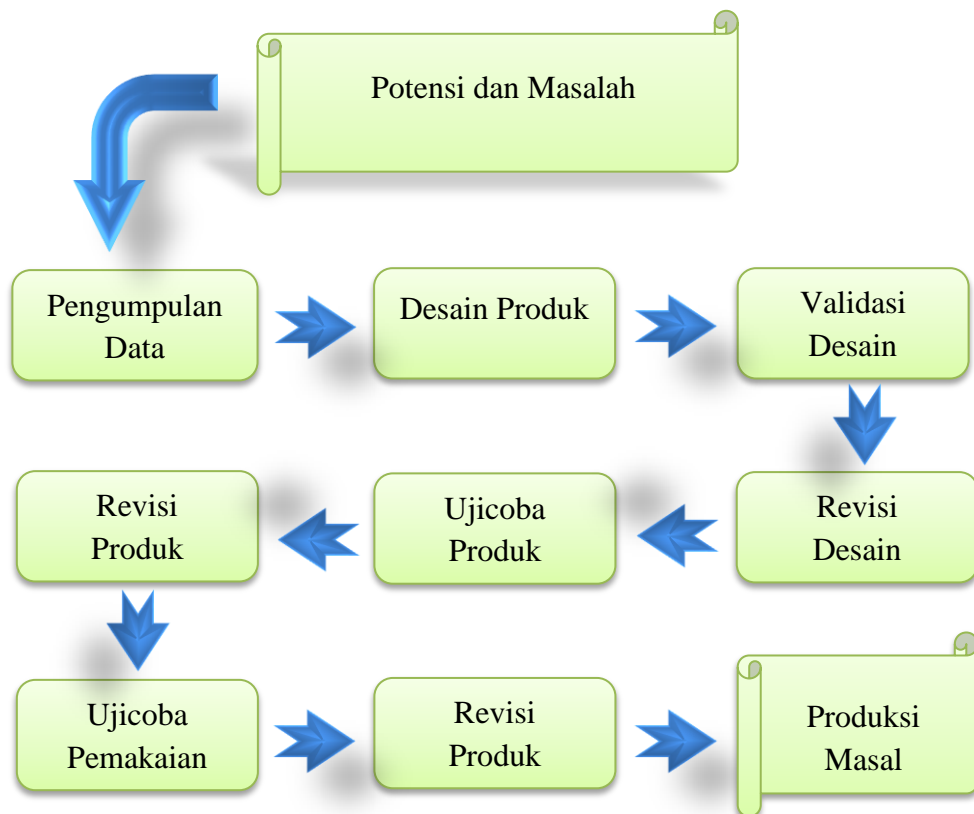 Potensi dan Masalah
Pengumpulan
Data
Desain Produk
Validasi
Desain
Revisi
Desain
Ujicoba
Produk
Revisi
Produk
Ujicoba
Pemakaian
Revisi
Produk
Produksi
Masal